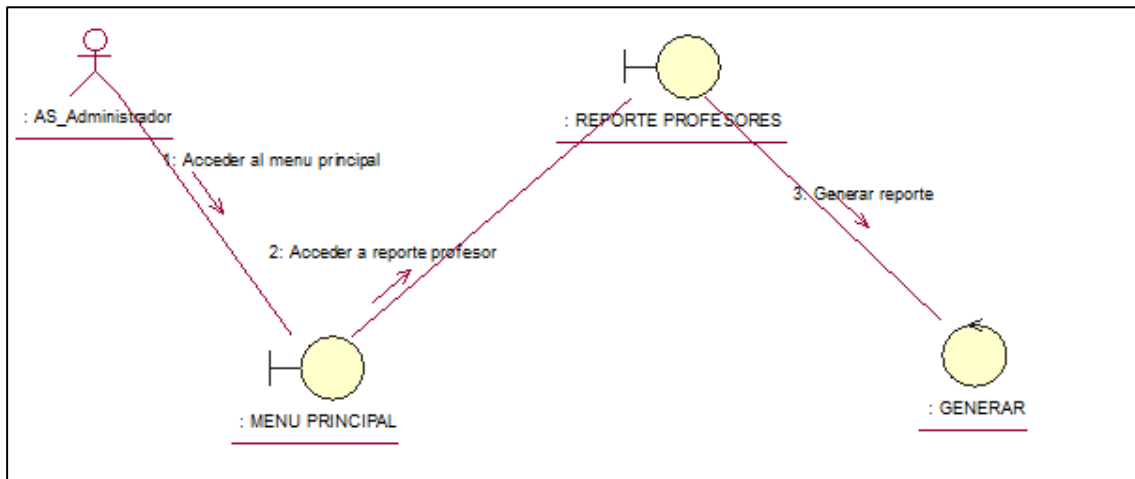 : AS_Administrador
: REPORTE PROFESORES
1: Acceder al menu principal
3: Generar reporte
2: Acceder a reporte profesor
: MENU PRINCIPAL
: GENERAR